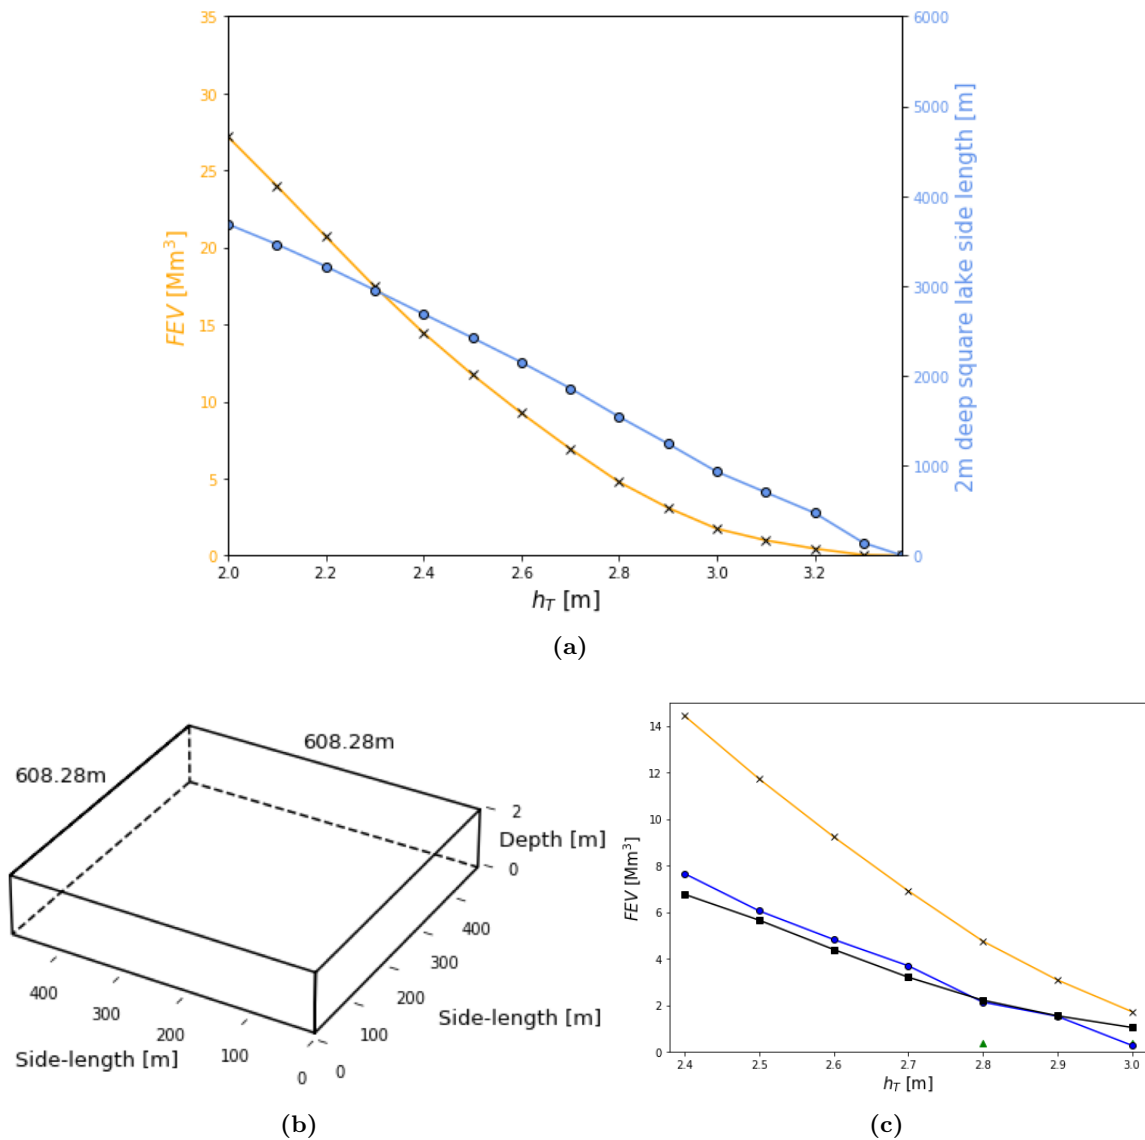 35
30
25
20
15
10
5
0
FEV [Mm³]
6000
5000
4000
3000
2000
1000
0
2m deep square lake side length [m]
2.0 2.2 2.4 2.6 2.8 3.0 3.2
h_T [m]
(a)
608.28m
608.28m
2
Depth [m]
0
400
300
200
100
0
Side-length [m]
400
300
200
100
0
Side-length [m]
(b)
14
12
10
8
6
4
2
0
FEV [Mm³]
2.4 2.5 2.6 2.7 2.8 2.9 3.0
h_T [m]
(c)